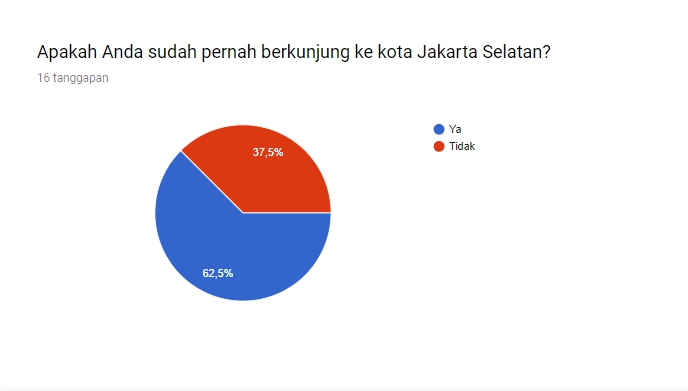 Apakah Anda sudah pernah berkunjung ke kota Jakarta Selatan?
16 tanggapan
Ya
Tidak
37,5%
62,5%